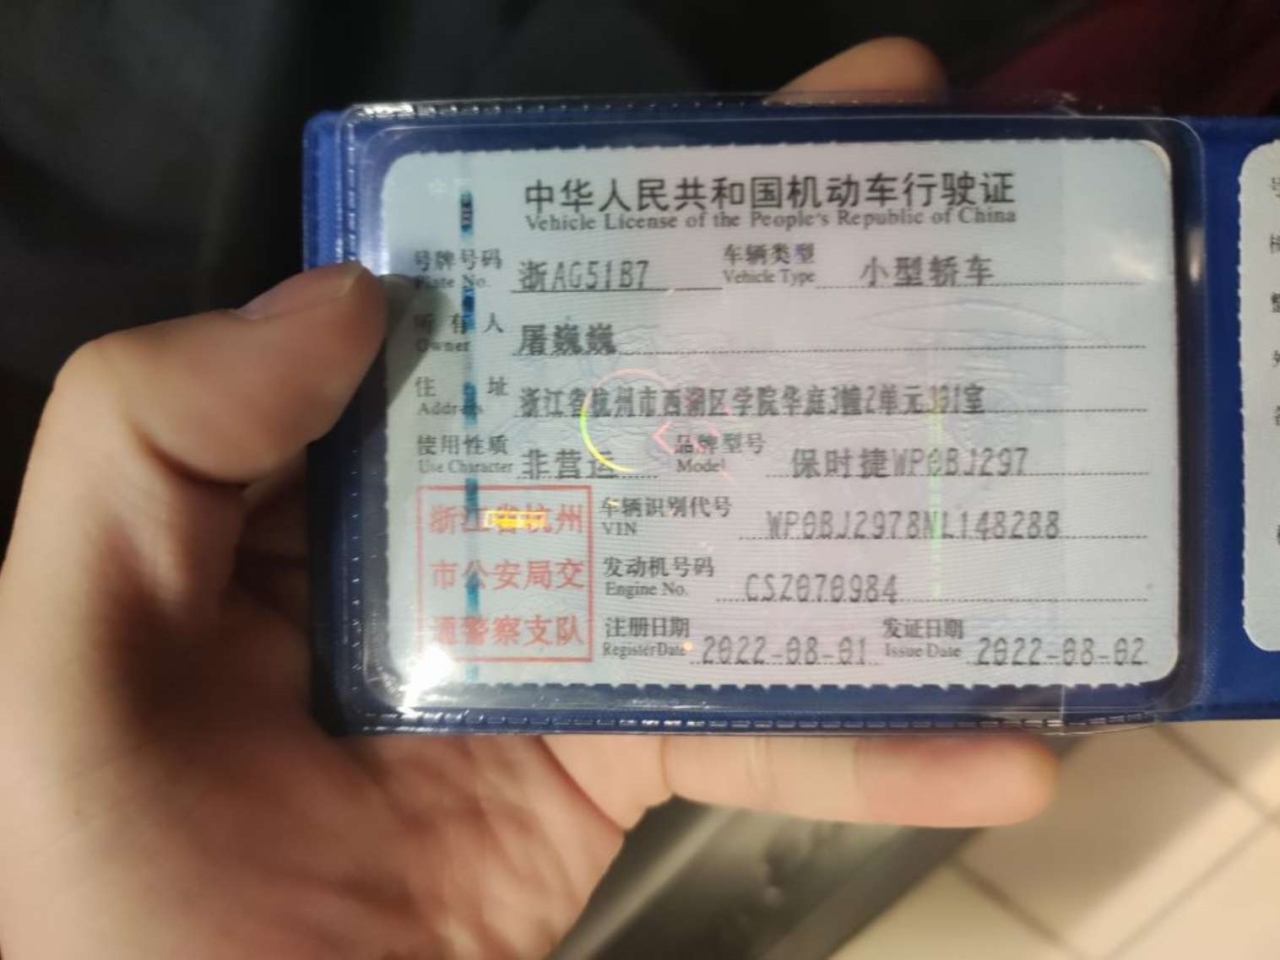 中华人民共和国机动车行驶证
Vehicle License of the People's Republic of China
号牌号码 浙AG51B7 车辆类型 小型轿车
Plate No. Vehicle Type
所有人 屠巍巍
Owner
住址 浙江省杭州市西湖区学院华庭3幢2单元301室
Address
使用性质 非营运 品牌型号 保时捷WP0BJ297
Use Character Model
浙江省杭州 车辆识别代号 WP0BJ2978NL148288
VIN
市公安局交 发动机号码 CSZ070984
Engine No.
通警察支队 注册日期 2022-08-01 发证日期 2022-08-02
Register Date Issue Date